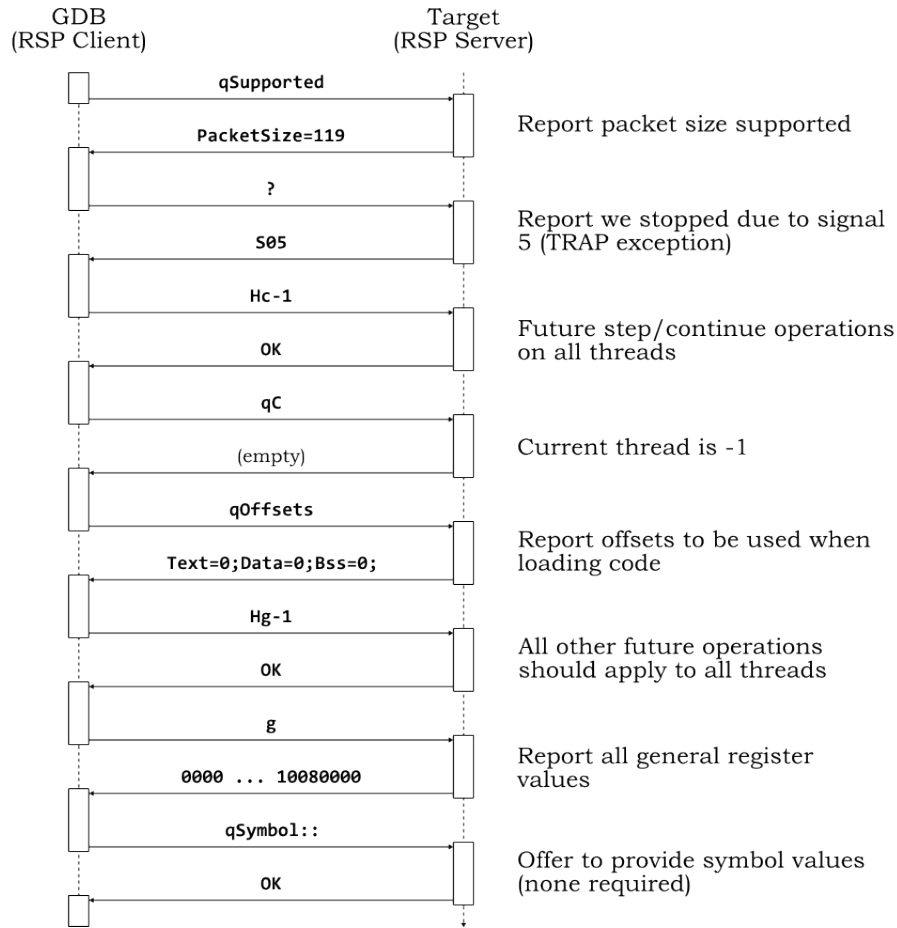 GDB
(RSP Client)
Target
(RSP Server)
qSupported
Report packet size supported
PacketSize=119
?
Report we stopped due to signal
5 (TRAP exception)
S05
Hc-1
Future step/continue operations
on all threads
OK
qC
Current thread is -1
(empty)
qOffsets
Report offsets to be used when
loading code
Text=0;Data=0;Bss=0;
Hg-1
All other future operations
should apply to all threads
OK
g
Report all general register
values
0000 ... 10080000
qSymbol::
Offer to provide symbol values
(none required)
OK